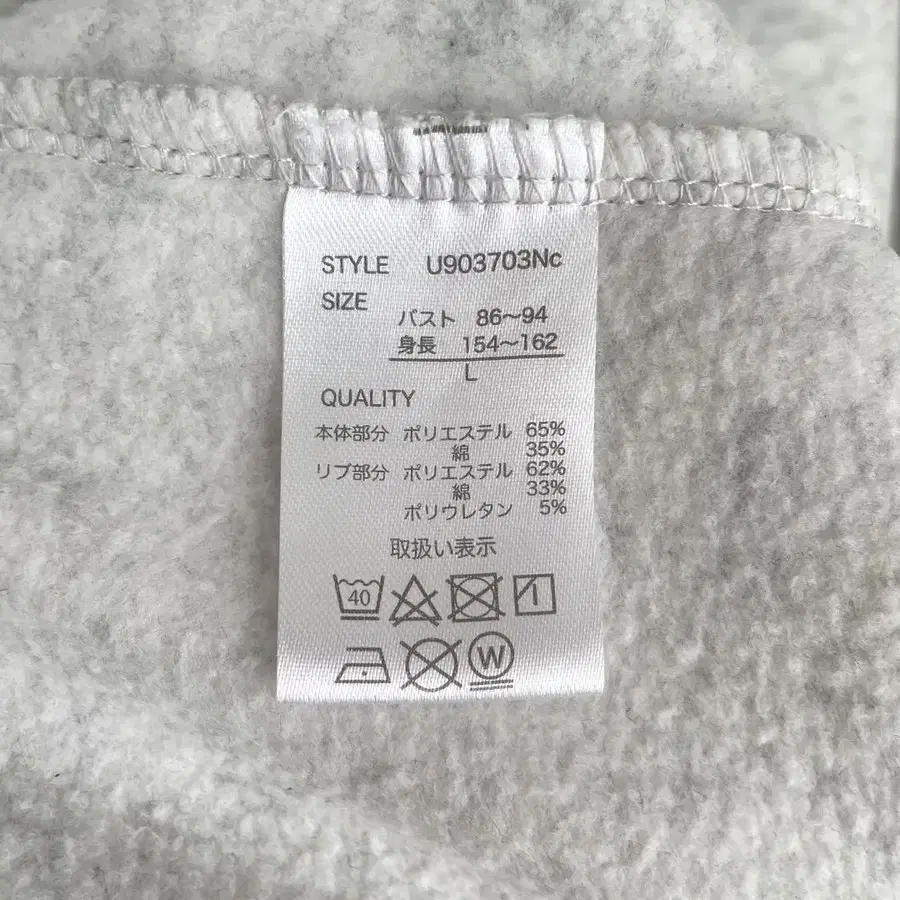 STYLE U903703Nc
SIZE
バスト 86～94
身長 154～162
L
QUALITY
本体部分 ポリエステル 65%
綿 35%
リブ部分 ポリエステル 62%
綿 33%
ポリウレタン 5%
取扱い表示
40
W